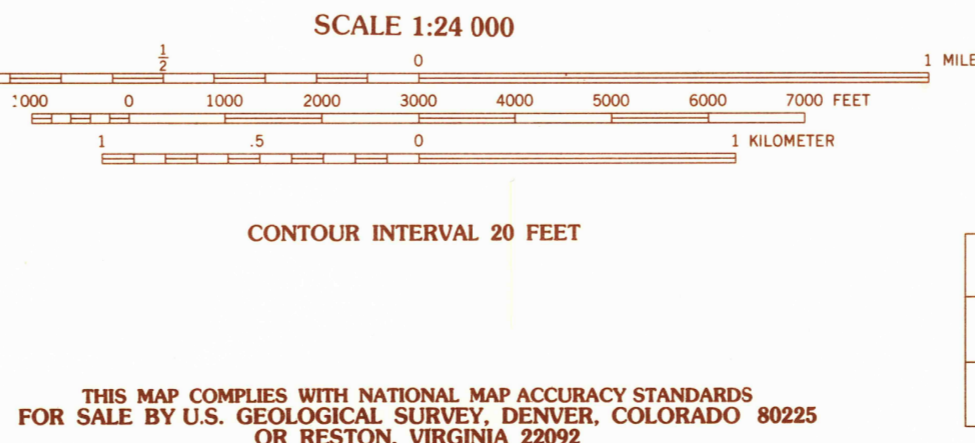 SCALE 1:24 000
1/2 0 1 MILE
1000 0 1000 2000 3000 4000 5000 6000 7000 FEET
1 .5 0 1 KILOMETER
CONTOUR INTERVAL 20 FEET
THIS MAP COMPLIES WITH NATIONAL MAP ACCURACY STANDARDS
FOR SALE BY U.S. GEOLOGICAL SURVEY, DENVER, COLORADO 80225
OR RESTON, VIRGINIA 22092